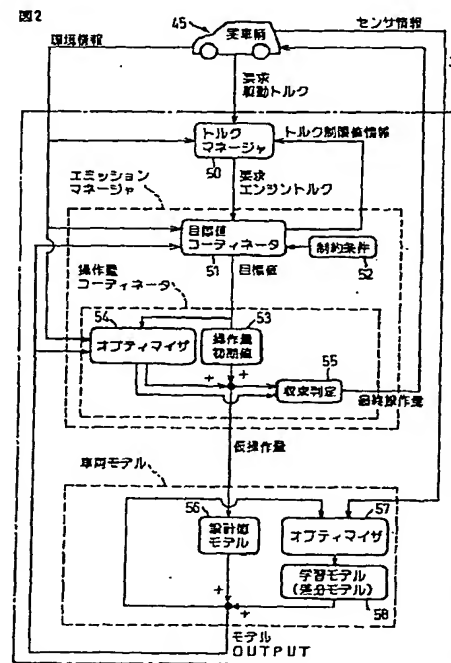 図2
45
実車両
センサ情報
環境情報
要求
駆動トルク
トルク
マネージャ
50
トルク制限値情報
エミッション
マネージャ
要求
エンジントルク
目標値
コーディネータ
51
制約条件
52
目標値
操作量
コーディネータ
54
オプティマイザ
53
操作量
初期値
55
収束判定
+
+
最終操作量
仮操作量
車両モデル
56
設計値
モデル
57
オプティマイザ
学習モデル
(差分モデル)
58
+
+
モデル
OUTPUT